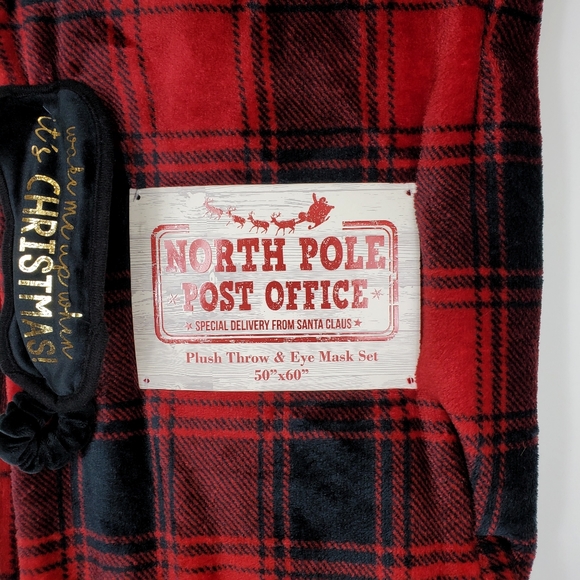 wake me up when
it's CHRISTMAS!
NORTH POLE
POST OFFICE
SPECIAL DELIVERY FROM SANTA CLAUS
Plush Throw & Eye Mask Set
50"x60"